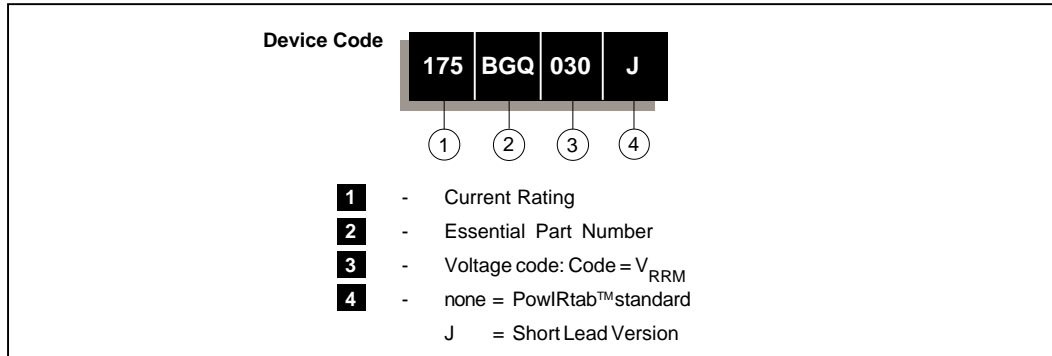 Device Code
175 BGQ 030 J
1 2 3 4
1 - Current Rating
2 - Essential Part Number
3 - Voltage code: Code = VRRM
4 - none = PowIRtab™ standard
J = Short Lead Version